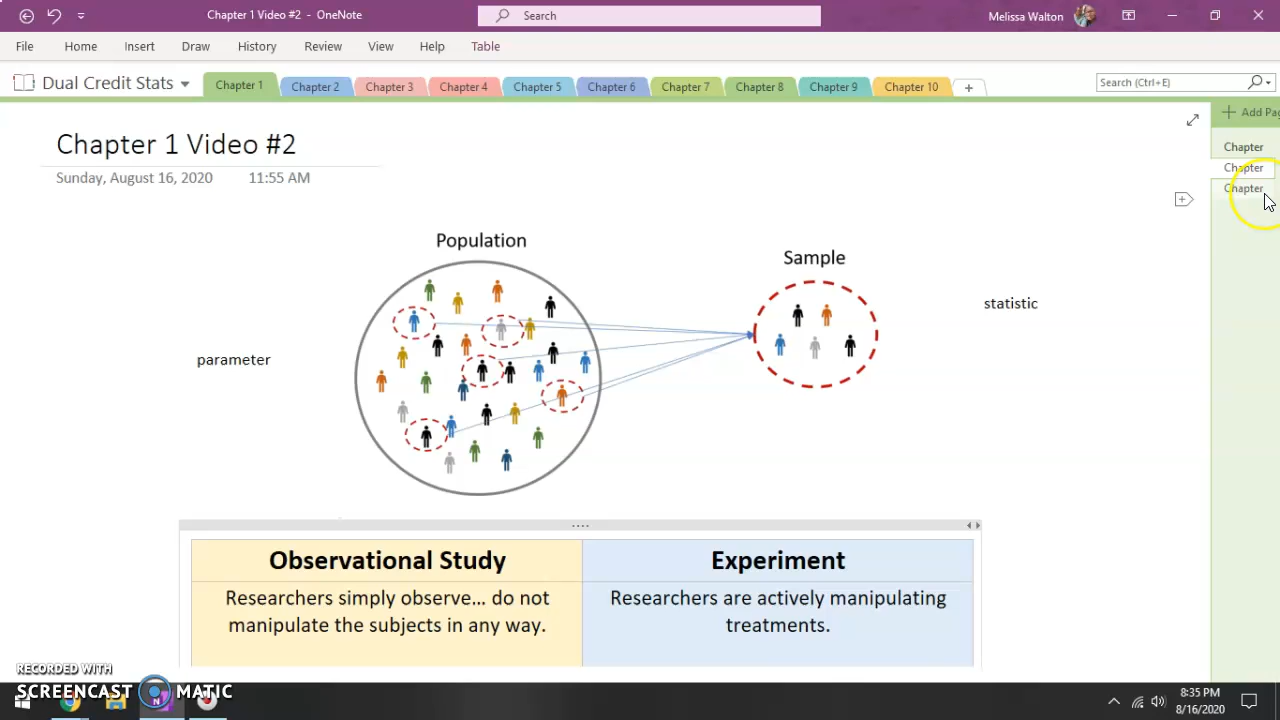 Chapter 1 Video #2 - OneNote
Search
Melissa Walton
File Home Insert Draw History Review View Help Table
Dual Credit Stats
Chapter 1 Chapter 2 Chapter 3 Chapter 4 Chapter 5 Chapter 6 Chapter 7 Chapter 8 Chapter 9 Chapter 10 +
Search (Ctrl+E)
+ Add Pag
Chapter
Chapter
Chapter
Chapter 1 Video #2
Sunday, August 16, 2020 11:55 AM
Population
Sample
statistic
parameter
Observational Study Experiment
Researchers simply observe... do not Researchers are actively manipulating
manipulate the subjects in any way. treatments.
RECORDED WITH
SCREENCAST MATIC
8:35 PM
8/16/2020